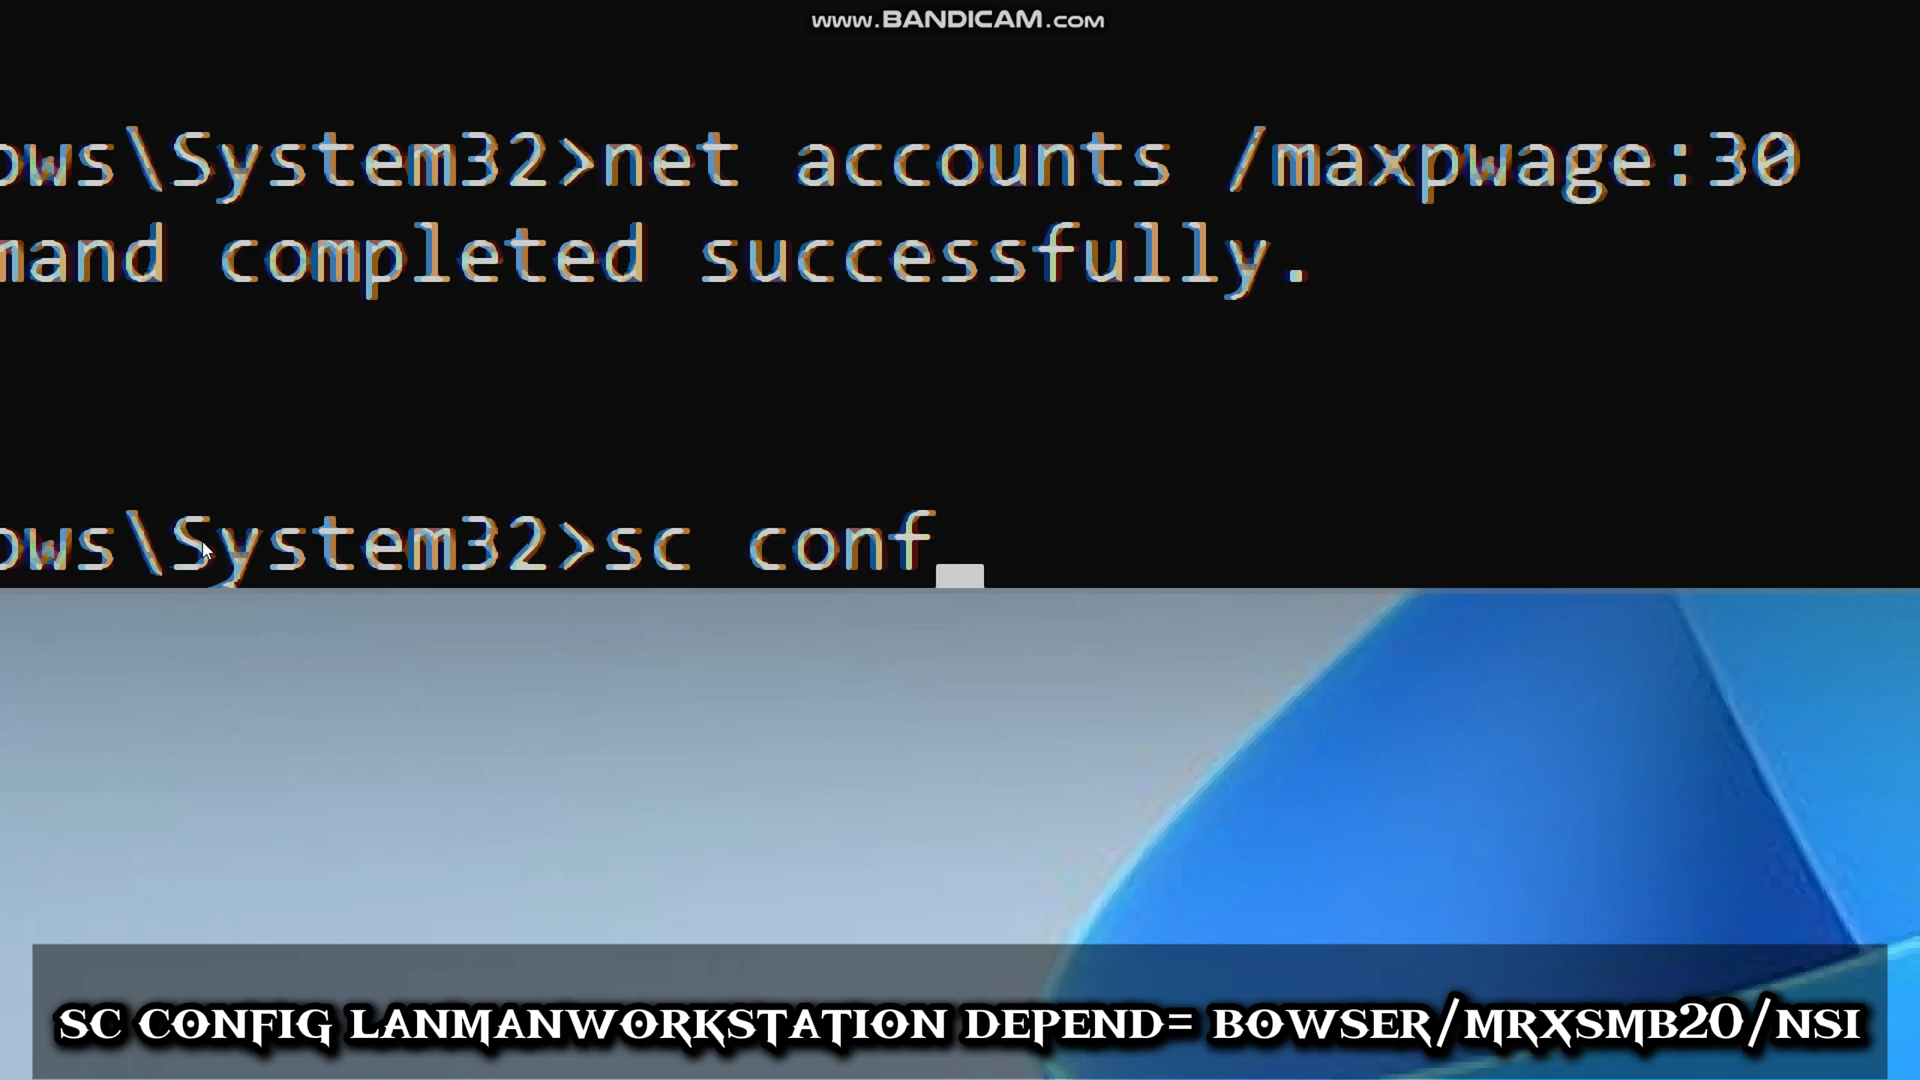 www.BANDICAM.com
ows\System32>net accounts /maxpwage:30
mand completed successfully.
ows\System32>sc conf
SC CONFIG LANMANWORKSTATION DEPEND= BOWSER/MRXSMB20/NSI